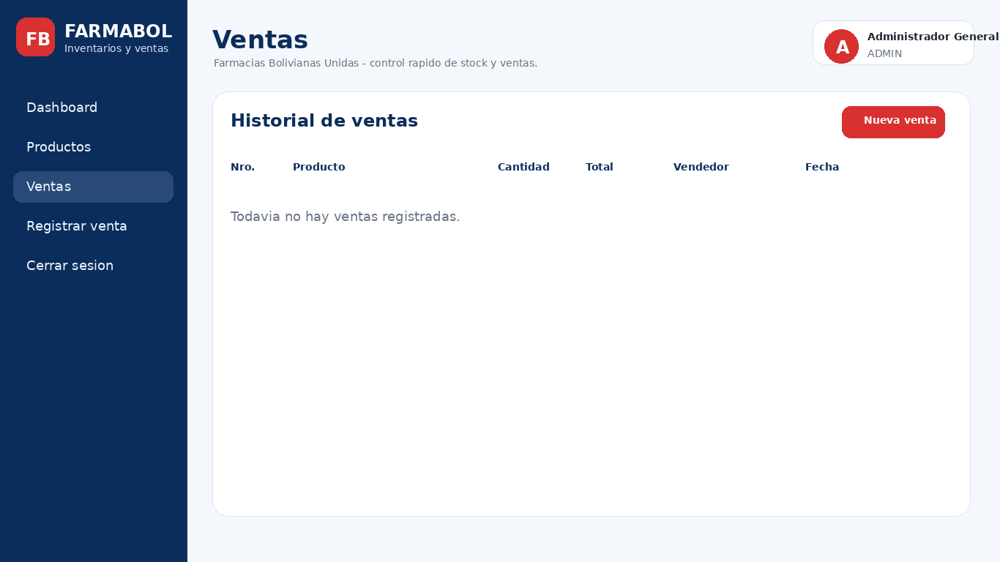 FB
FARMABOL
Inventarios y ventas
Dashboard
Productos
Ventas
Registrar venta
Cerrar sesion
Ventas
Farmacias Bolivianas Unidas - control rapido de stock y ventas.
A
Administrador General
ADMIN
Historial de ventas
Nueva venta
Nro. Producto Cantidad Total Vendedor Fecha
Todavia no hay ventas registradas.